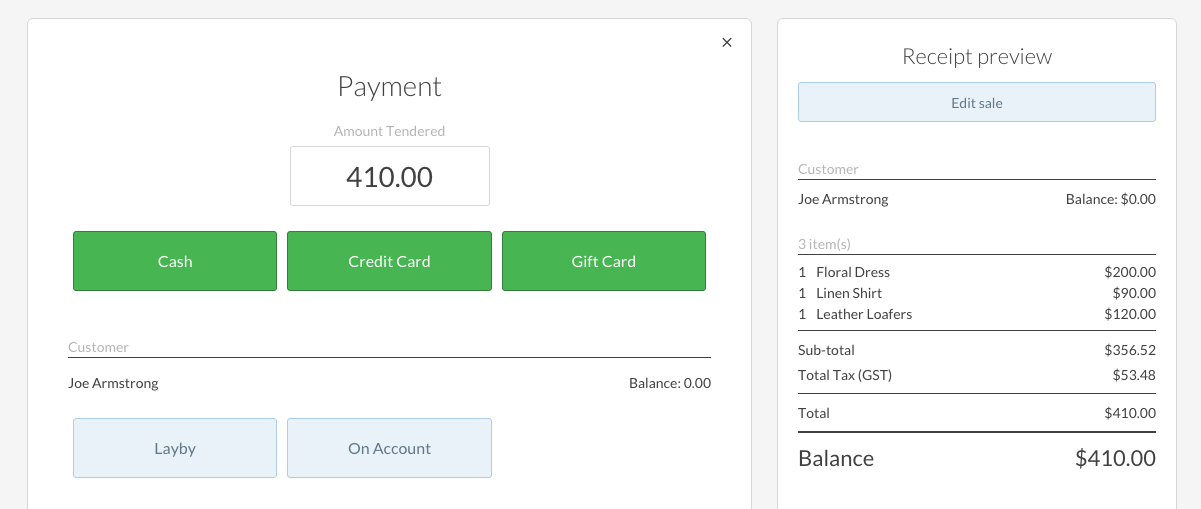 ×
Payment
Amount Tendered
410.00
Cash Credit Card Gift Card
Customer
Joe Armstrong Balance: 0.00
Layby On Account
Receipt preview
Edit sale
Customer
Joe Armstrong Balance: $0.00
3 item(s)
1 Floral Dress $200.00
1 Linen Shirt $90.00
1 Leather Loafers $120.00
Sub-total $356.52
Total Tax (GST) $53.48
Total $410.00
Balance $410.00